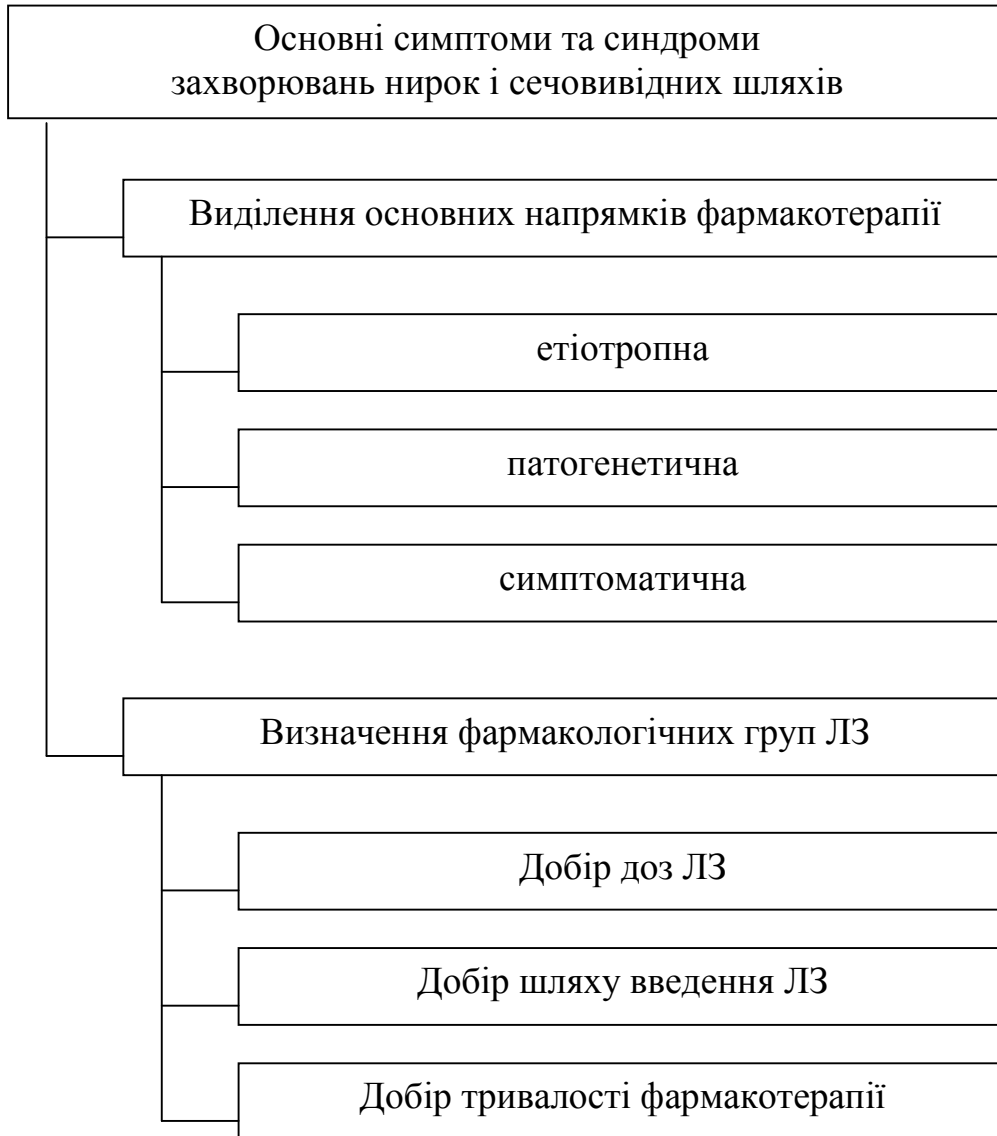 Основні симптоми та синдроми
захворювань нирок і сечовивідних шляхів
Виділення основних напрямків фармакотерапії
етіотропна
патогенетична
симптоматична
Визначення фармакологічних груп ЛЗ
Добір доз ЛЗ
Добір шляху введення ЛЗ
Добір тривалості фармакотерапії